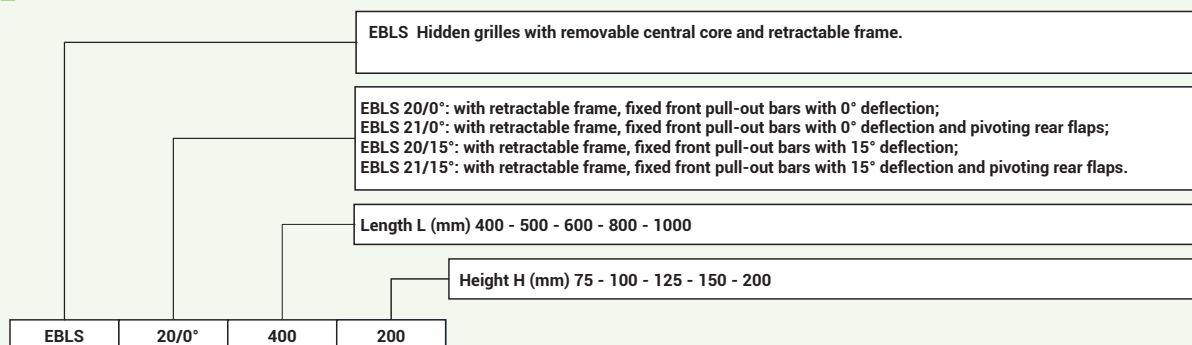 EBLS Hidden grilles with removable central core and retractable frame.
EBLS 20/0°: with retractable frame, fixed front pull-out bars with 0° deflection;
EBLS 21/0°: with retractable frame, fixed front pull-out bars with 0° deflection and pivoting rear flaps;
EBLS 20/15°: with retractable frame, fixed front pull-out bars with 15° deflection;
EBLS 21/15°: with retractable frame, fixed front pull-out bars with 15° deflection and pivoting rear flaps.
Length L (mm) 400 - 500 - 600 - 800 - 1000
Height H (mm) 75 - 100 - 125 - 150 - 200
EBLS 20/0° 400 200